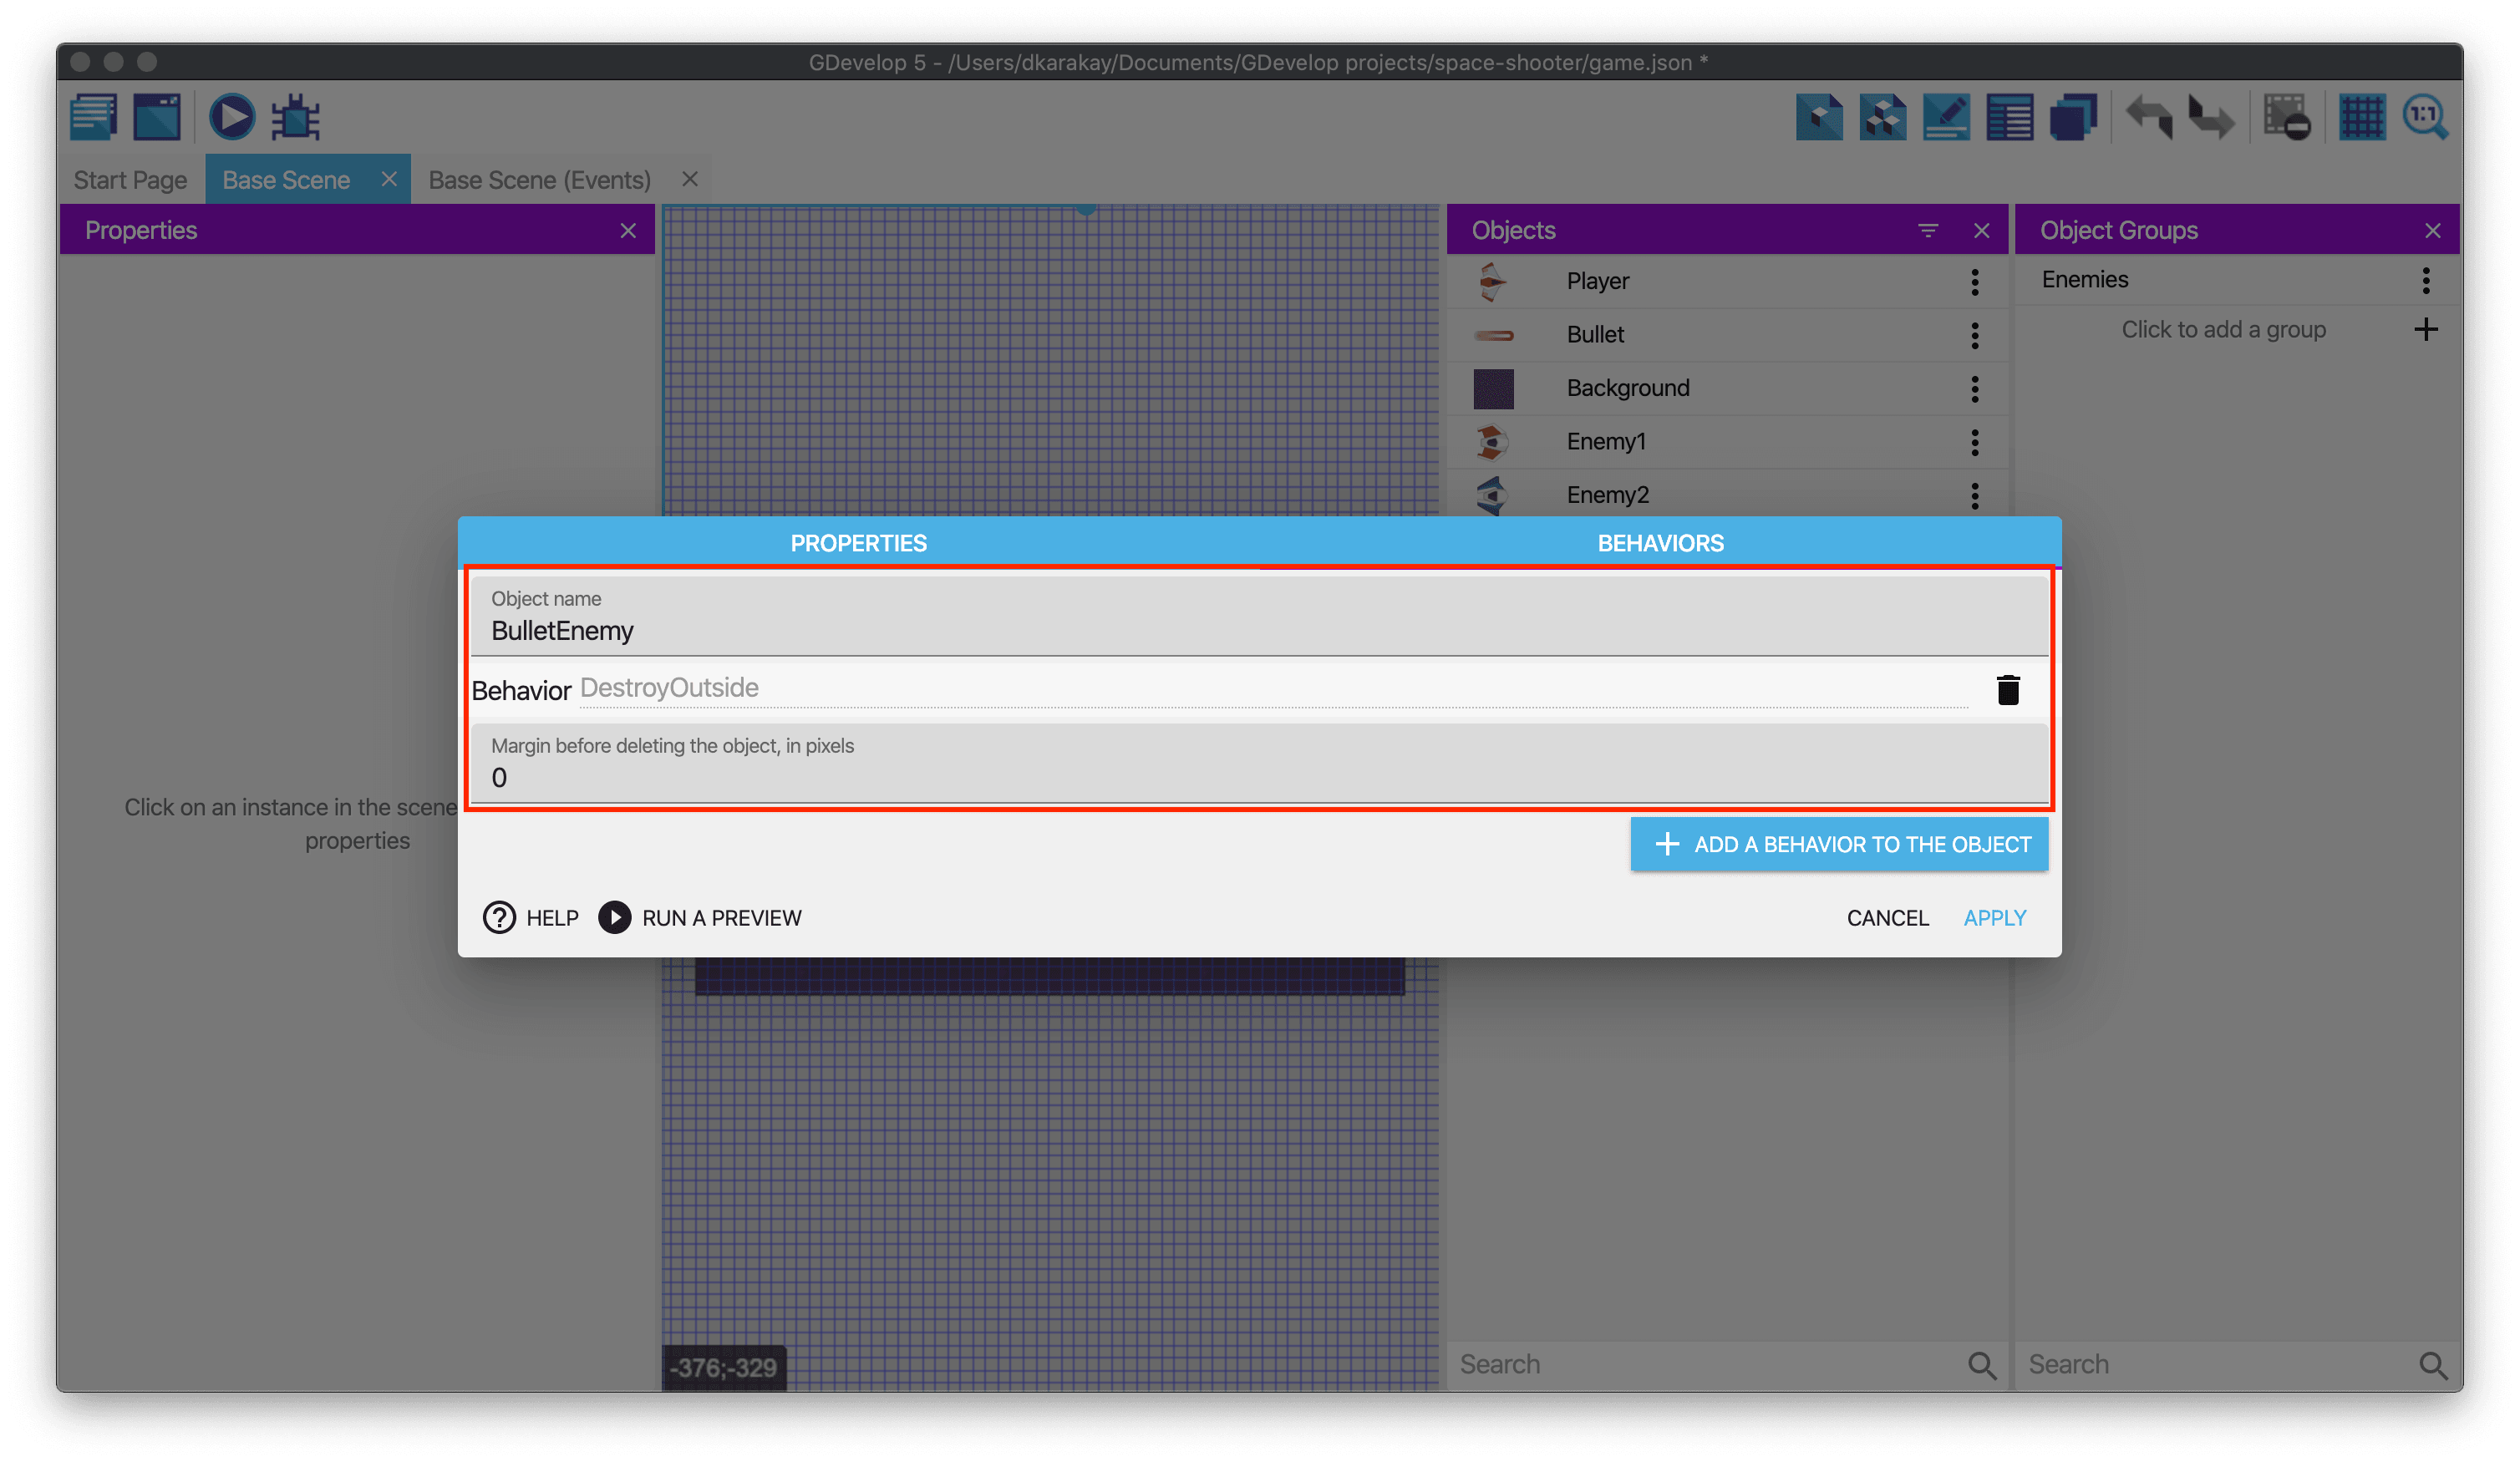 GDevelop 5 - /Users/dkarakay/Documents/GDevelop projects/space-shooter/game.json *
1:1
Start Page
Base Scene
Base Scene (Events)
Properties
Click on an instance in the scene
properties
Objects
Player
Bullet
Background
Enemy1
Enemy2
Object Groups
Enemies
Click to add a group
PROPERTIES
BEHAVIORS
Object name
BulletEnemy
Behavior DestroyOutside
Margin before deleting the object, in pixels
0
ADD A BEHAVIOR TO THE OBJECT
HELP
RUN A PREVIEW
CANCEL
APPLY
-376;-329
Search
Search